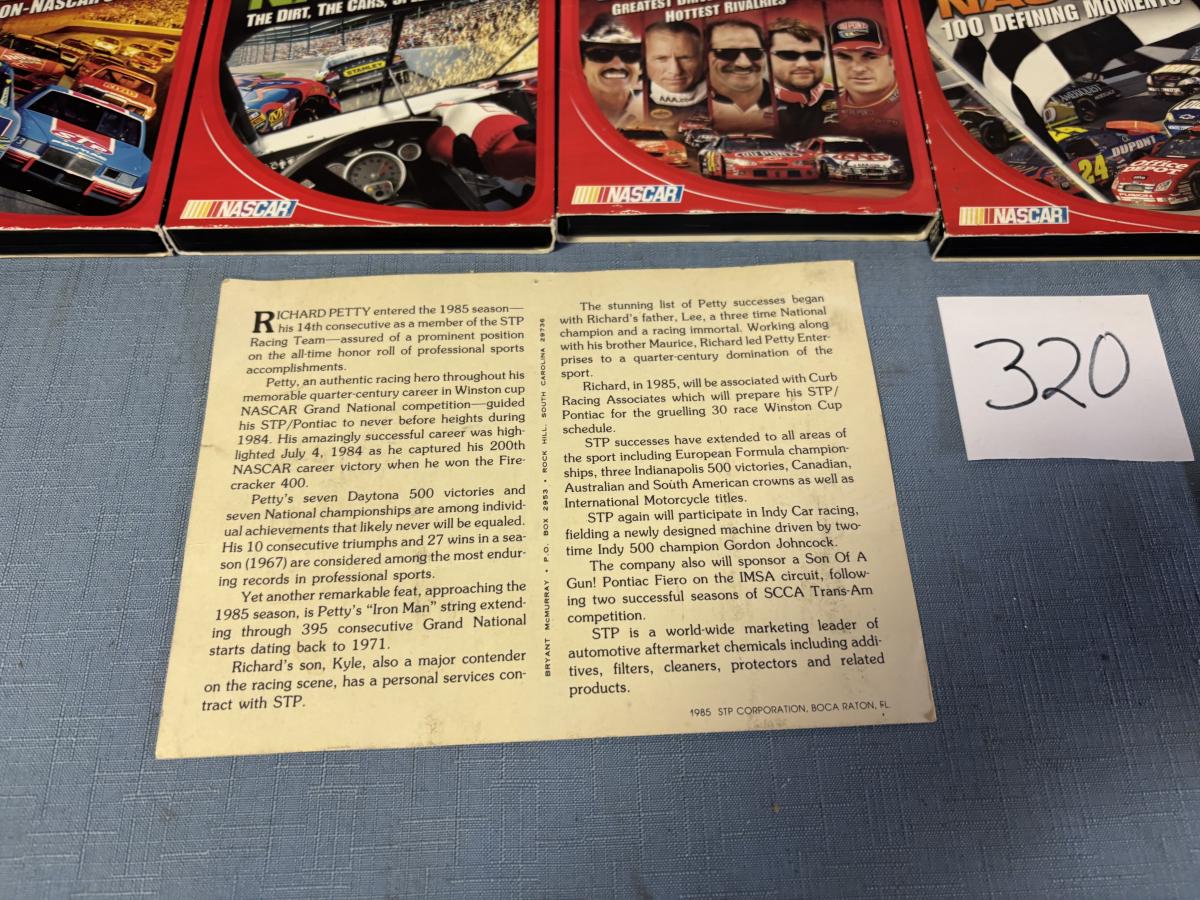 ON-NASCAR'S
STP
THE DIRT, THE CARS,
STANLEY
NASCAR
GREATEST
HOTTEST RIVALRIES
DUPONT
NASCAR
100 DEFINING MOMENTS
24
DUPONT
Office
DEPOT
NASCAR
320
RICHARD PETTY entered the 1985 season—
his 14th consecutive as a member of the STP
Racing Team—assured of a prominent position
on the all-time honor roll of professional sports
accomplishments.
Petty, an authentic racing hero throughout his
memorable quarter-century career in Winston cup
NASCAR Grand National competition—guided
his STP/Pontiac to never before heights during
1984. His amazingly successful career was high-
lighted July 4, 1984 as he captured his 200th
NASCAR career victory when he won the Fire-
cracker 400.
Petty's seven Daytona 500 victories and
seven National championships are among individ-
ual achievements that likely never will be equaled.
His 10 consecutive triumphs and 27 wins in a sea-
son (1967) are considered among the most endur-
ing records in professional sports.
Yet another remarkable feat, approaching the
1985 season, is Petty's "Iron Man" string extend-
ing through 395 consecutive Grand National
starts dating back to 1971.
Richard's son, Kyle, also a major contender
on the racing scene, has a personal services con-
tract with STP.
BRYANT McMURRAY • P.O. BOX 2953 • ROCK HILL, SOUTH CAROLINA 29736
The stunning list of Petty successes began
with Richard's father, Lee, a three time National
champion and a racing immortal. Working along
with his brother Maurice, Richard led Petty Enter-
prises to a quarter-century domination of the
sport.
Richard, in 1985, will be associated with Curb
Racing Associates which will prepare his STP/
Pontiac for the gruelling 30 race Winston Cup
schedule.
STP successes have extended to all areas of
the sport including European Formula champion-
ships, three Indianapolis 500 victories, Canadian,
Australian and South American crowns as well as
International Motorcycle titles.
STP again will participate in Indy Car racing,
fielding a newly designed machine driven by two-
time Indy 500 champion Gordon Johncock.
The company also will sponsor a Son Of A
Gun! Pontiac Fiero on the IMSA circuit, follow-
ing two successful seasons of SCCA Trans-Am
competition.
STP is a world-wide marketing leader of
automotive aftermarket chemicals including addi-
tives, filters, cleaners, protectors and related
products.
1985 STP CORPORATION, BOCA RATON, FL